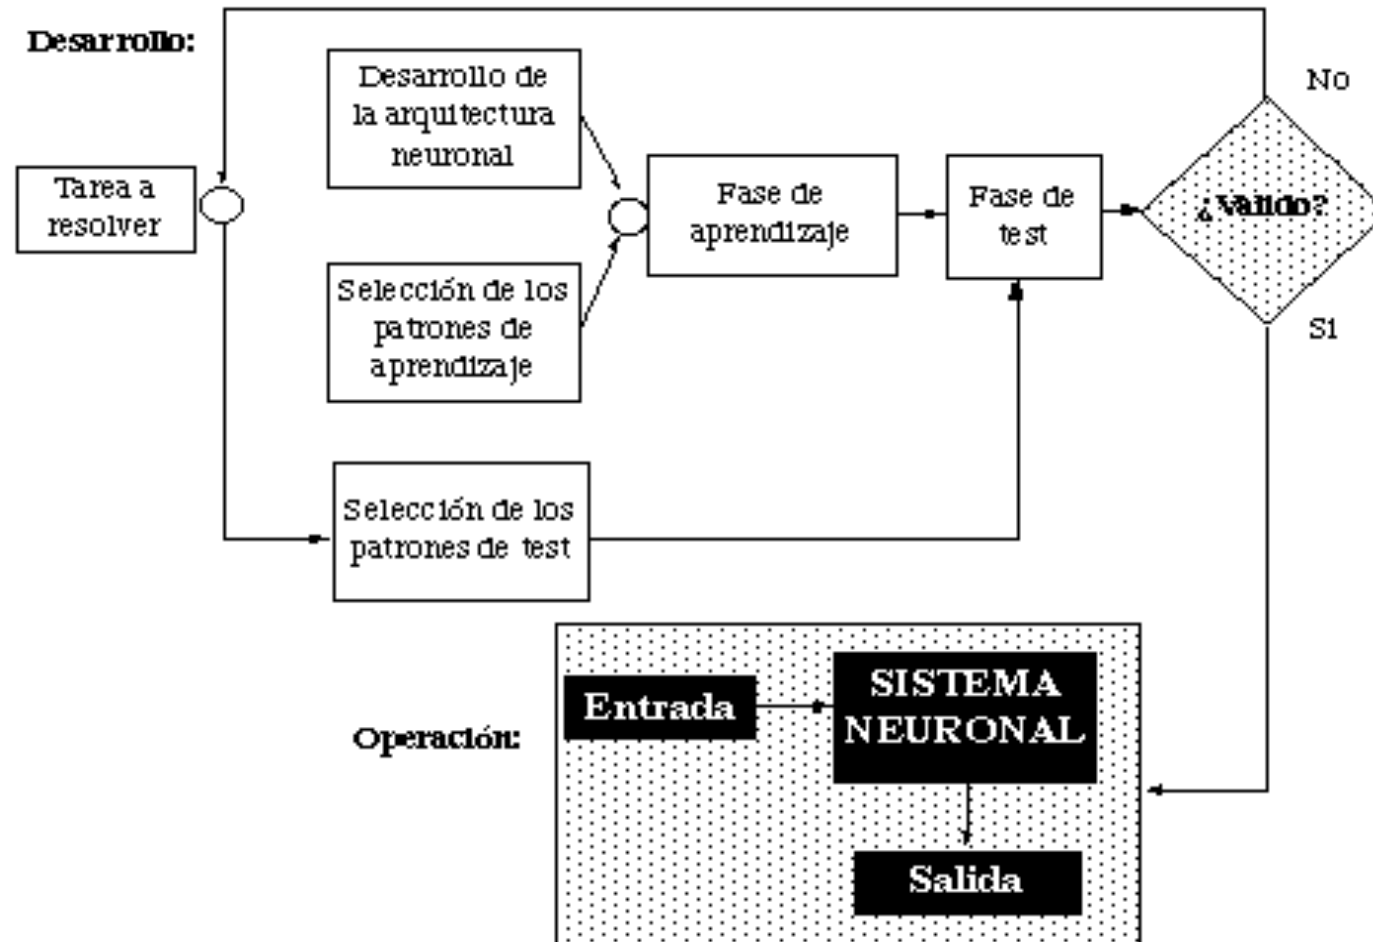 Desarrollo:
Desarrollo de
la arquitectura
neuronal
No
Tarea a
resolver
Fase de
aprendizaje
Fase de
test
¿Valido?
Selección de los
patrones de
aprendizaje
Si
Selección de los
patrones de test
Operación:
Entrada
SISTEMA
NEURONAL
Salida